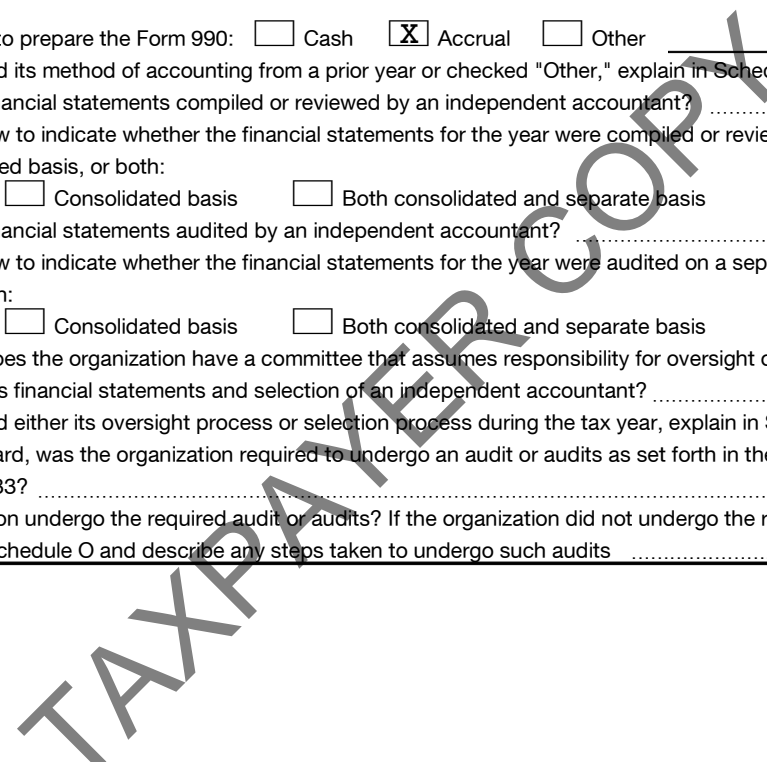 to prepare the Form 990: Cash X Accrual Other
d its method of accounting from a prior year or checked "Other," explain in Sched
nancial statements compiled or reviewed by an independent accountant?
w to indicate whether the financial statements for the year were compiled or revie
ed basis, or both:
Consolidated basis Both consolidated and separate basis
nancial statements audited by an independent accountant?
w to indicate whether the financial statements for the year were audited on a sep
h:
Consolidated basis Both consolidated and separate basis
oes the organization have a committee that assumes responsibility for oversight o
s financial statements and selection of an independent accountant?
d either its oversight process or selection process during the tax year, explain in S
ard, was the organization required to undergo an audit or audits as set forth in the
33?
on undergo the required audit or audits? If the organization did not undergo the r
chedule O and describe any steps taken to undergo such audits
TAXPAYER COPY